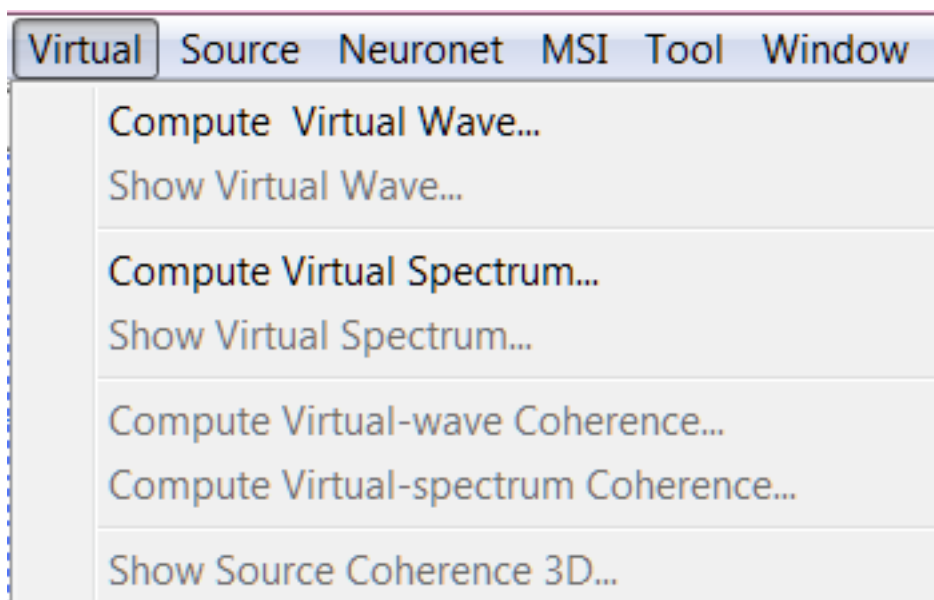 Virtual Source Neuronet MSI Tool Window
Compute  Virtual Wave...
Show Virtual Wave...
Compute Virtual Spectrum...
Show Virtual Spectrum...
Compute Virtual-wave Coherence...
Compute Virtual-spectrum Coherence...
Show Source Coherence 3D...